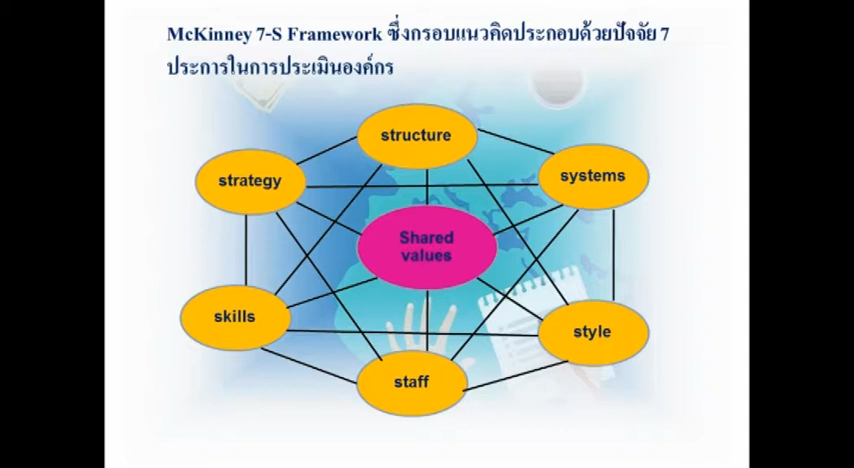 McKinney 7-S Framework ซึ่งกรอบแนวคิดประกอบด้วยปัจจัย 7
ประการในการประเมินองค์กร
structure
strategy
systems
Shared
values
skills
style
staff